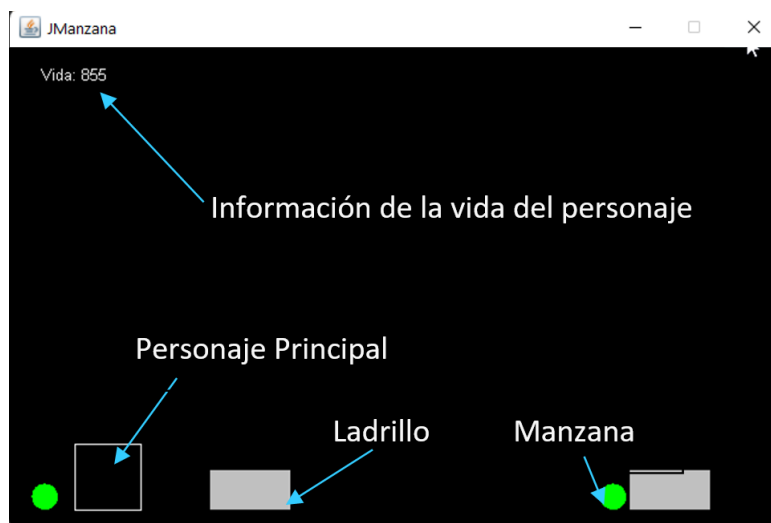 JManzana
Vida: 855
Información de la vida del personaje
Personaje Principal
Ladrillo
Manzana